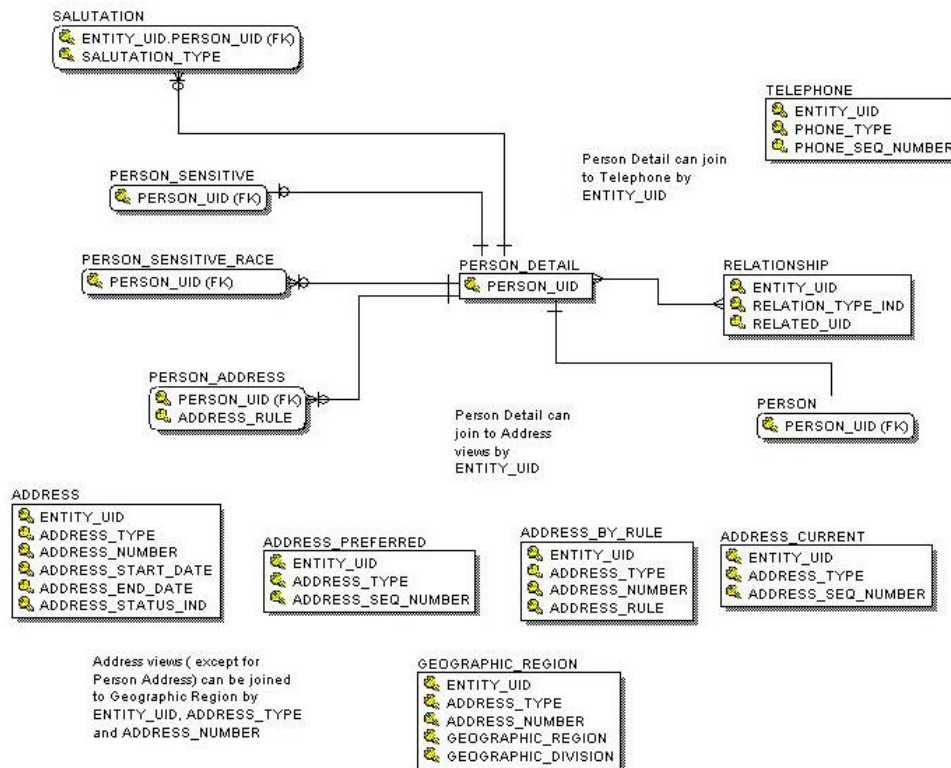 SALUTATION
ENTITY_UID.PERSON_UID (FK)
SALUTATION_TYPE
TELEPHONE
ENTITY_UID
PHONE_TYPE
PHONE_SEQ_NUMBER
Person Detail can join
to Telephone by
ENTITY_UID
PERSON_SENSITIVE
PERSON_UID (FK)
PERSON_SENSITIVE_RACE
PERSON_UID (FK)
PERSON_DETAIL
PERSON_UID
RELATIONSHIP
ENTITY_UID
RELATION_TYPE_IND
RELATED_UID
PERSON_ADDRESS
PERSON_UID (FK)
ADDRESS_RULE
Person Detail can
join to Address
views by
ENTITY_UID
PERSON
PERSON_UID (FK)
ADDRESS
ENTITY_UID
ADDRESS_TYPE
ADDRESS_NUMBER
ADDRESS_START_DATE
ADDRESS_END_DATE
ADDRESS_STATUS_IND
ADDRESS_PREFERRED
ENTITY_UID
ADDRESS_TYPE
ADDRESS_SEQ_NUMBER
ADDRESS_BY_RULE
ENTITY_UID
ADDRESS_TYPE
ADDRESS_NUMBER
ADDRESS_RULE
ADDRESS_CURRENT
ENTITY_UID
ADDRESS_TYPE
ADDRESS_SEQ_NUMBER
Address views ( except for
Person Address) can be joined
to Geographic Region by
ENTITY_UID, ADDRESS_TYPE
and ADDRESS_NUMBER
GEOGRAPHIC_REGION
ENTITY_UID
ADDRESS_TYPE
ADDRESS_NUMBER
GEOGRAPHIC_REGION
GEOGRAPHIC_DIVISION